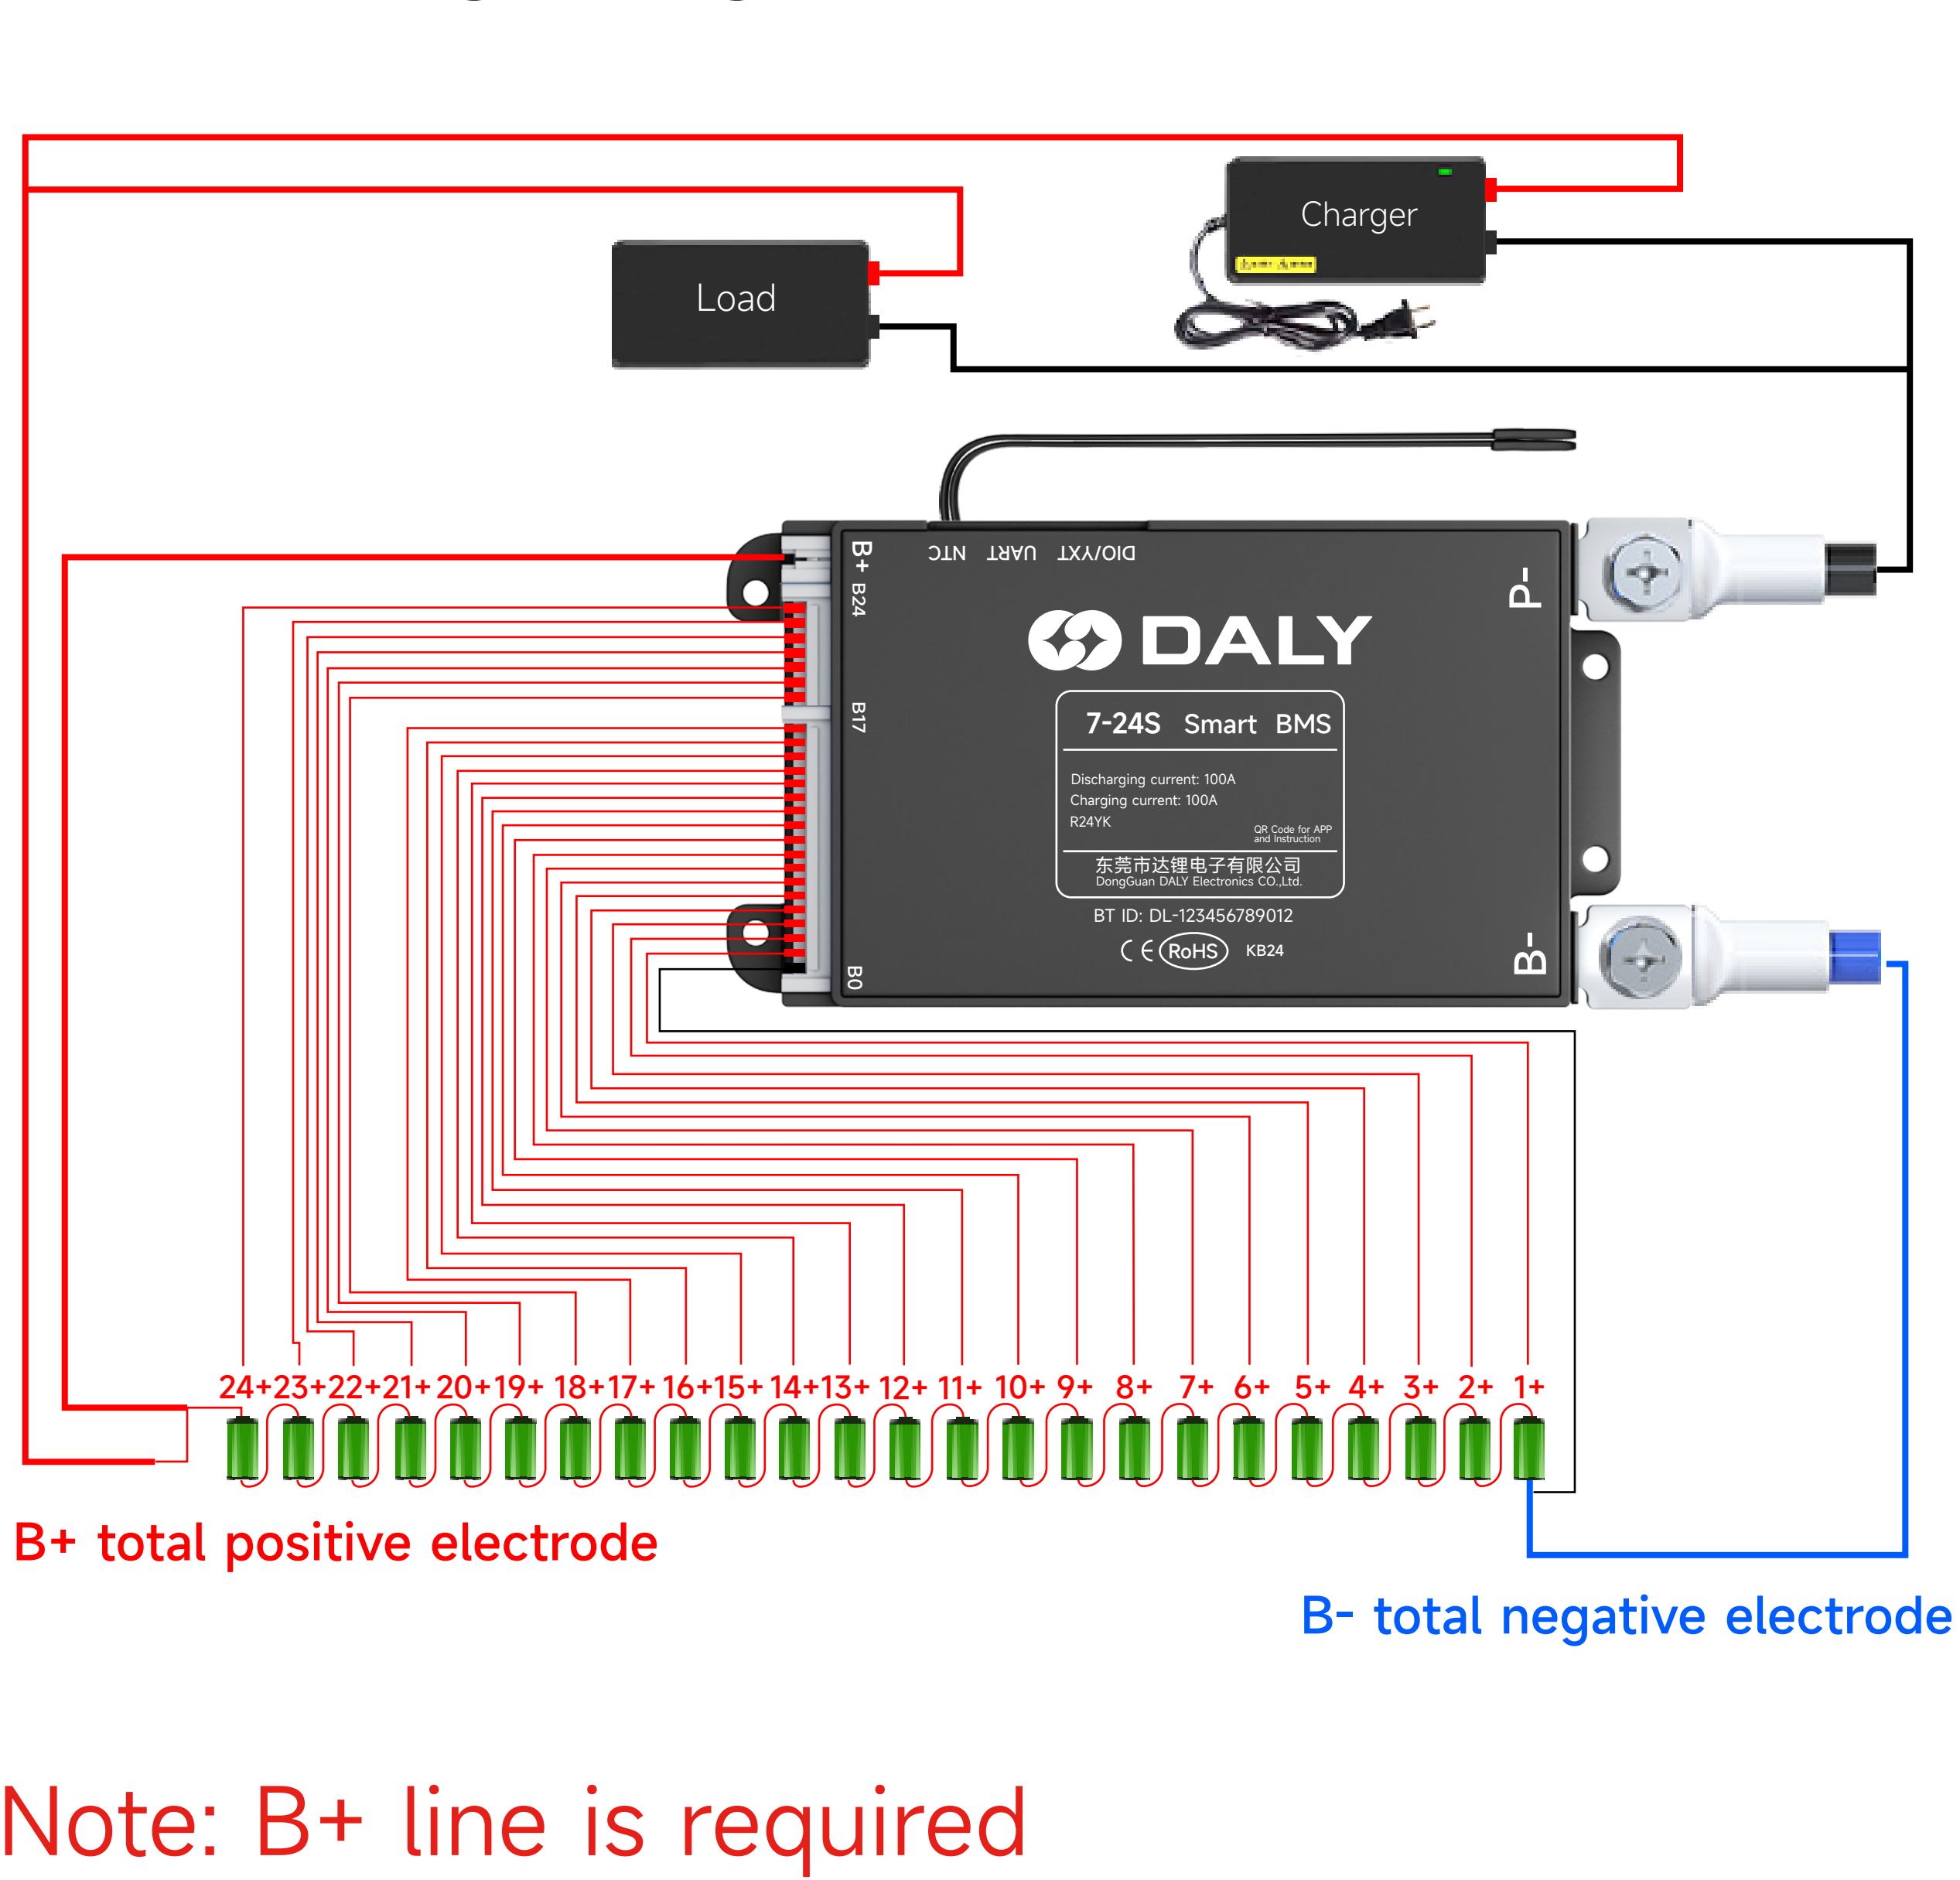 Charger
Load
B+
NTC UART DIO/YXT
B24
P-
DALY
7-24S Smart BMS
B17
Discharging current: 100A
Charging current: 100A
R24YK
QR Code for APP
and Instruction
东莞市达锂电子有限公司
DongGuan DALY Electronics CO.,Ltd.
BT ID: DL-123456789012
CE RoHS KB24
B-
B0
24+ 23+ 22+ 21+ 20+ 19+ 18+ 17+ 16+ 15+ 14+ 13+ 12+ 11+ 10+ 9+ 8+ 7+ 6+ 5+ 4+ 3+ 2+ 1+
B+ total positive electrode
B- total negative electrode
Note: B+ line is required